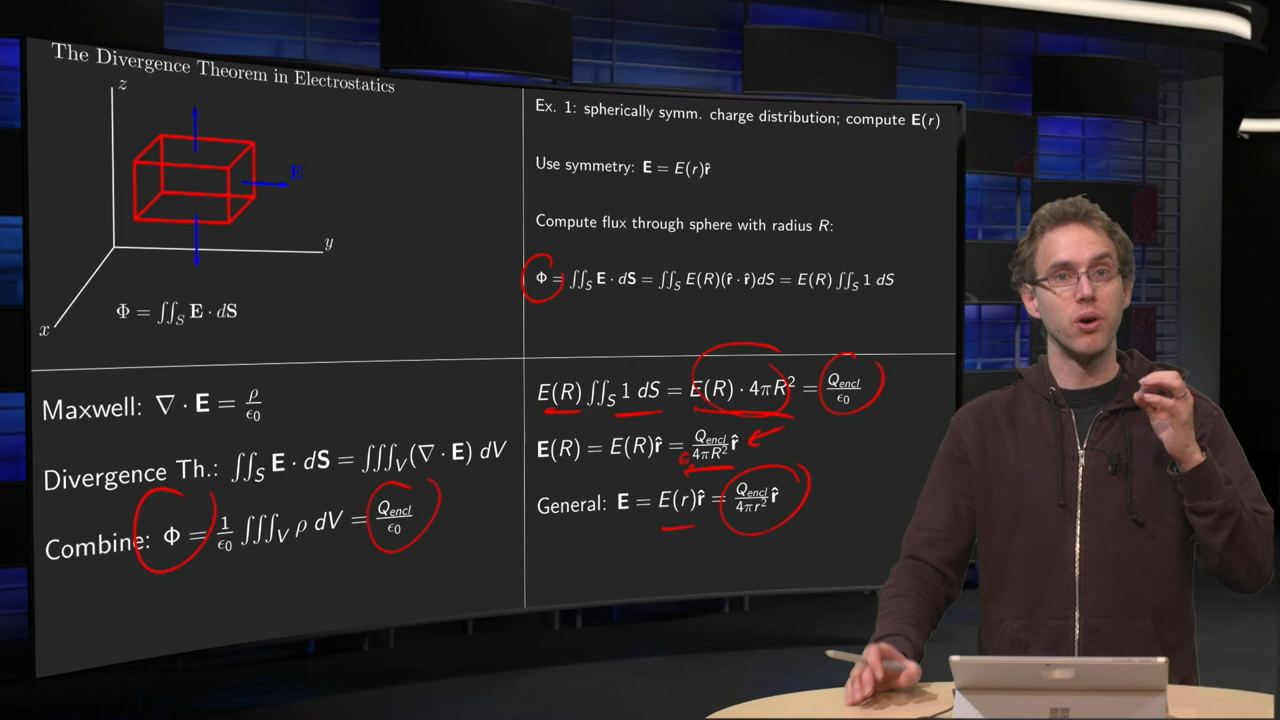 The Divergence Theorem in Electrostatics
z
E
y
x
Φ = ∬_S E · dS
Maxwell: ∇ · E = ρ/ϵ₀
Divergence Th.: ∬_S E · dS = ∭_V (∇ · E) dV
Combine: Φ = 1/ϵ₀ ∭_V ρ dV = Q_encl/ϵ₀
Ex. 1: spherically symm. charge distribution; compute E(r)
Use symmetry: E = E(r)r̂
Compute flux through sphere with radius R:
Φ = ∬_S E · dS = ∬_S E(R)(r̂ · r̂)dS = E(R) ∬_S 1 dS
E(R) ∬_S 1 dS = E(R) · 4πR² = Q_encl/ϵ₀
E(R) = E(R)r̂ = Q_encl/4πR² r̂
General: E = E(r)r̂ = Q_encl/4πr² r̂